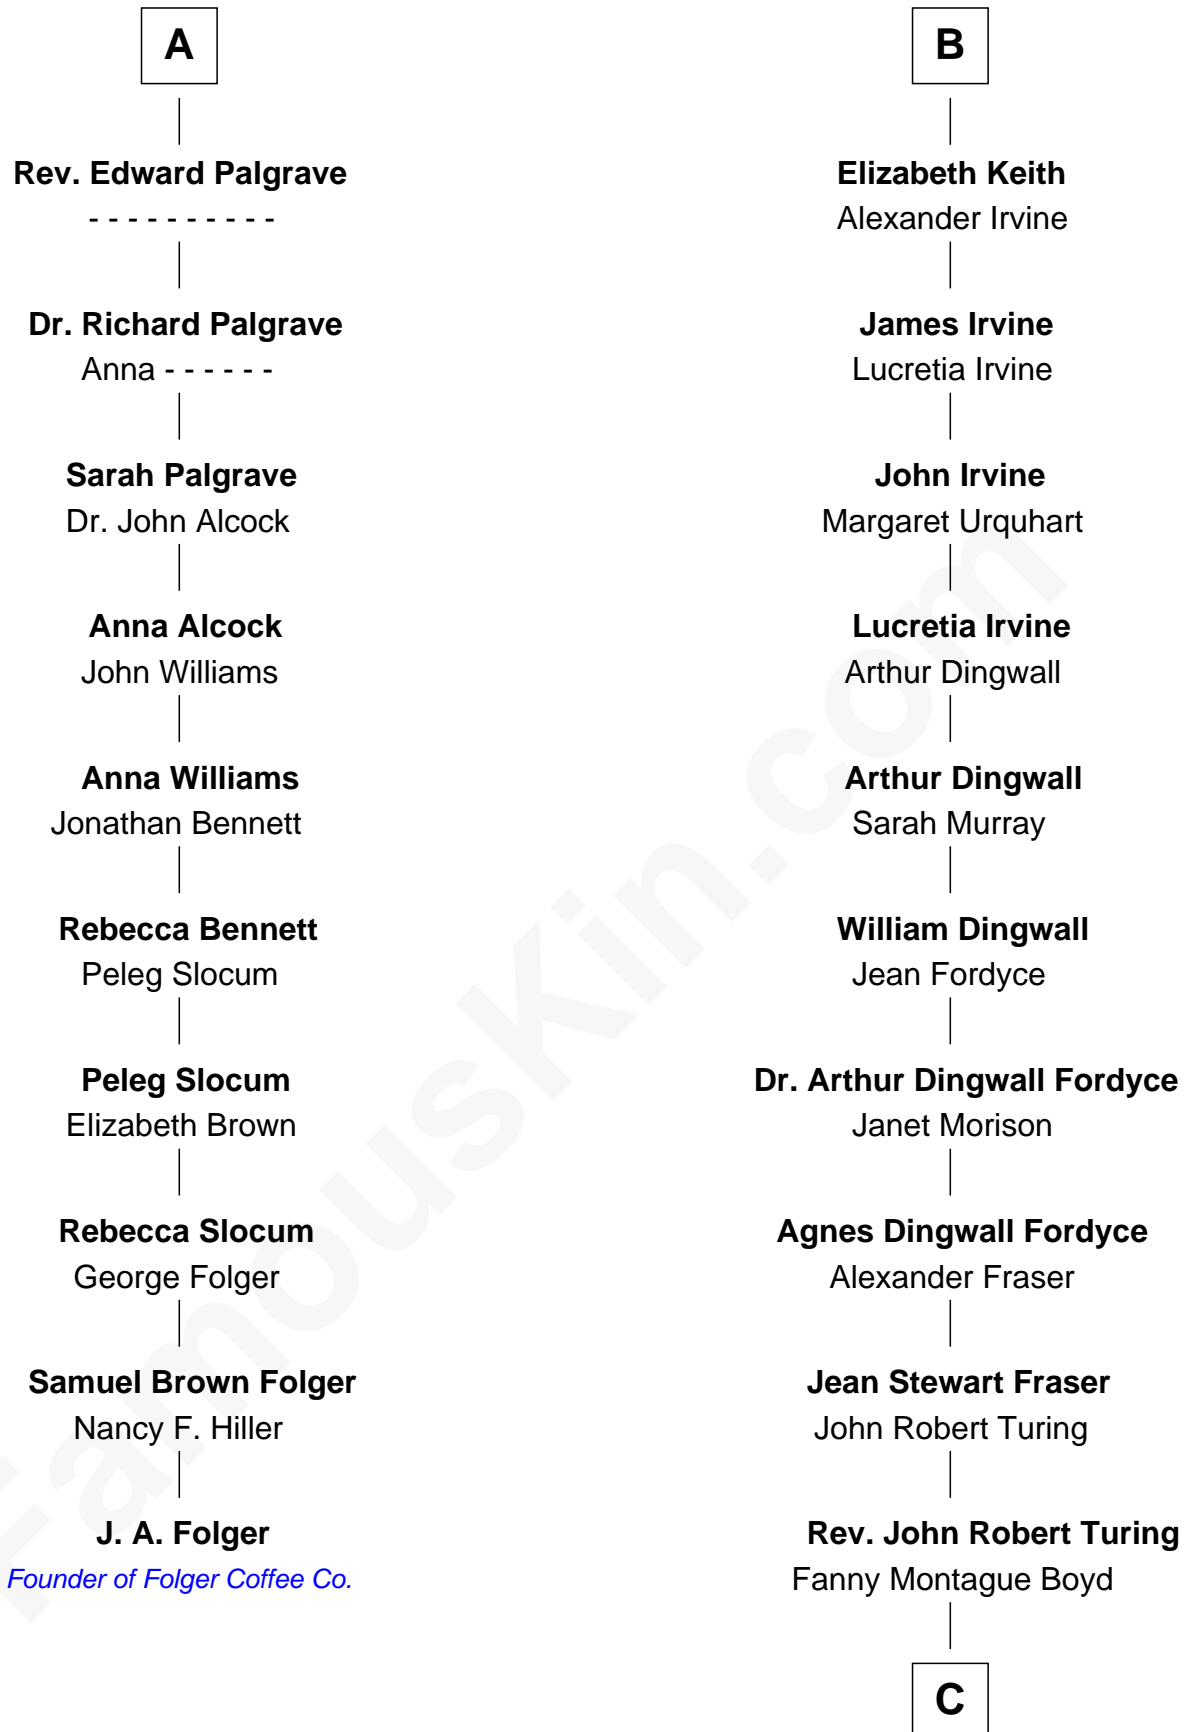 A
Rev. Edward Palgrave
- - - - - - - - - -
Dr. Richard Palgrave
Anna - - - - - -
Sarah Palgrave
Dr. John Alcock
Anna Alcock
John Williams
Anna Williams
Jonathan Bennett
Rebecca Bennett
Peleg Slocum
Peleg Slocum
Elizabeth Brown
Rebecca Slocum
George Folger
Samuel Brown Folger
Nancy F. Hiller
J. A. Folger
Founder of Folger Coffee Co.
B
Elizabeth Keith
Alexander Irvine
James Irvine
Lucretia Irvine
John Irvine
Margaret Urquhart
Lucretia Irvine
Arthur Dingwall
Arthur Dingwall
Sarah Murray
William Dingwall
Jean Fordyce
Dr. Arthur Dingwall Fordyce
Janet Morison
Agnes Dingwall Fordyce
Alexander Fraser
Jean Stewart Fraser
John Robert Turing
Rev. John Robert Turing
Fanny Montague Boyd
C
FamousKin.com